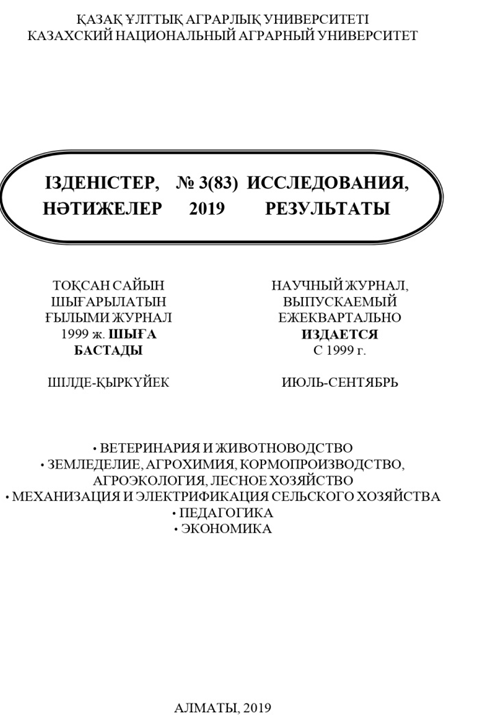 ҚАЗАҚ ҰЛТТЫҚ АГРАРЛЫҚ УНИВЕРСИТЕТІ
КАЗАХСКИЙ НАЦИОНАЛЬНЫЙ АГРАРНЫЙ УНИВЕРСИТЕТ
ІЗДЕНІСТЕР, № 3(83) ИССЛЕДОВАНИЯ,
НӘТИЖЕЛЕР 2019 РЕЗУЛЬТАТЫ
ТОҚСАН САЙЫН
ШЫҒАРЫЛАТЫН
ҒЫЛЫМИ ЖУРНАЛ
1999 ж. ШЫҒА
БАСТАДЫ
ШІЛДЕ-ҚЫРКҮЙЕК
НАУЧНЫЙ ЖУРНАЛ,
ВЫПУСКАЕМЫЙ
ЕЖЕКВАРТАЛЬНО
ИЗДАЕТСЯ
С 1999 г.
ИЮЛЬ-СЕНТЯБРЬ
• ВЕТЕРИНАРИЯ И ЖИВОТНОВОДСТВО
• ЗЕМЛЕДЕЛИЕ, АГРОХИМИЯ, КОРМОПРОИЗВОДСТВО,
АГРОЭКОЛОГИЯ, ЛЕСНОЕ ХОЗЯЙСТВО
• МЕХАНИЗАЦИЯ И ЭЛЕКТРИФИКАЦИЯ СЕЛЬСКОГО ХОЗЯЙСТВА
• ПЕДАГОГИКА
• ЭКОНОМИКА
АЛМАТЫ, 2019